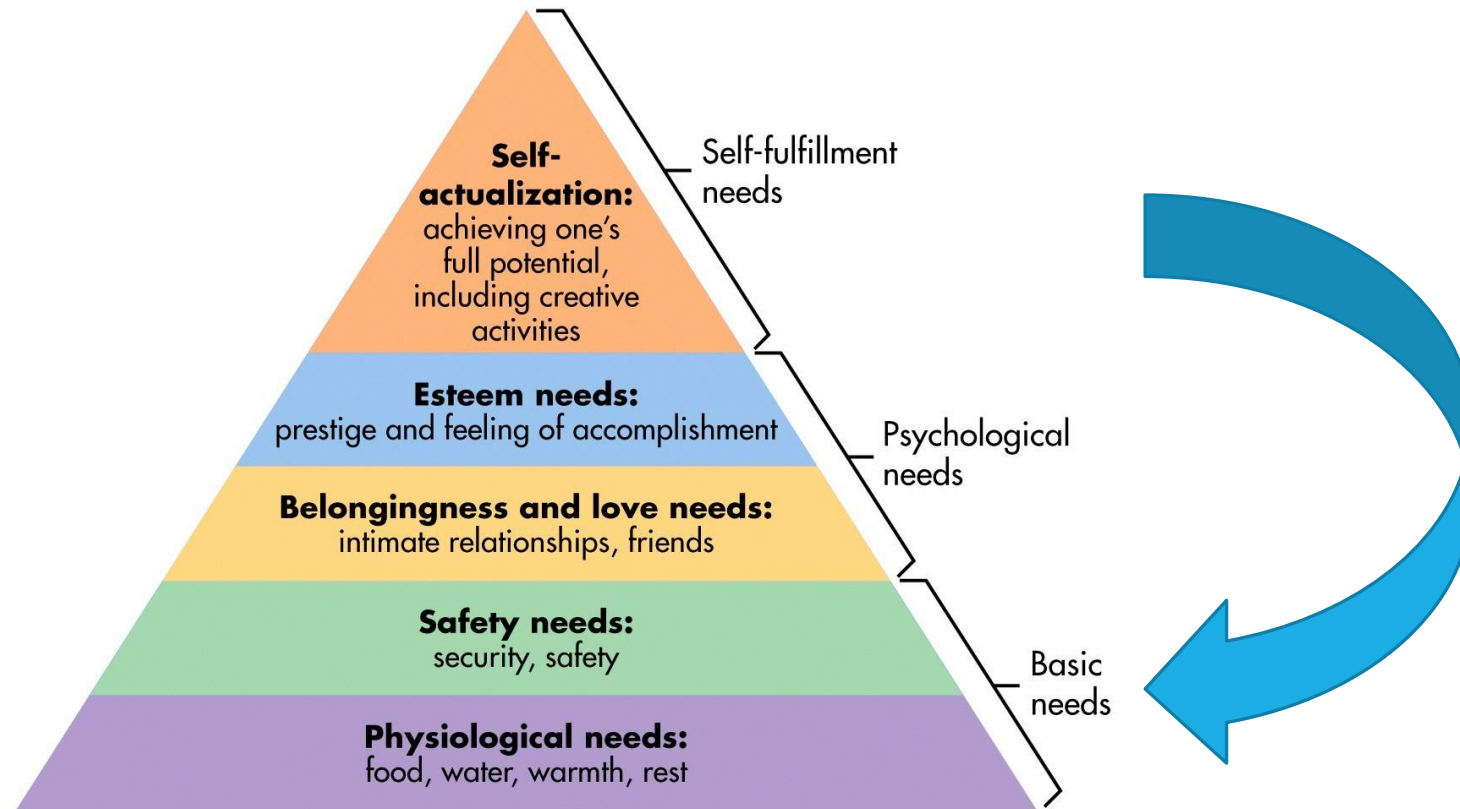 Self-
actualization:
achieving one's
full potential,
including creative
activities
Self-fulfillment
needs
Esteem needs:
prestige and feeling of accomplishment
Psychological
needs
Belongingness and love needs:
intimate relationships, friends
Safety needs:
security, safety
Basic
needs
Physiological needs:
food, water, warmth, rest